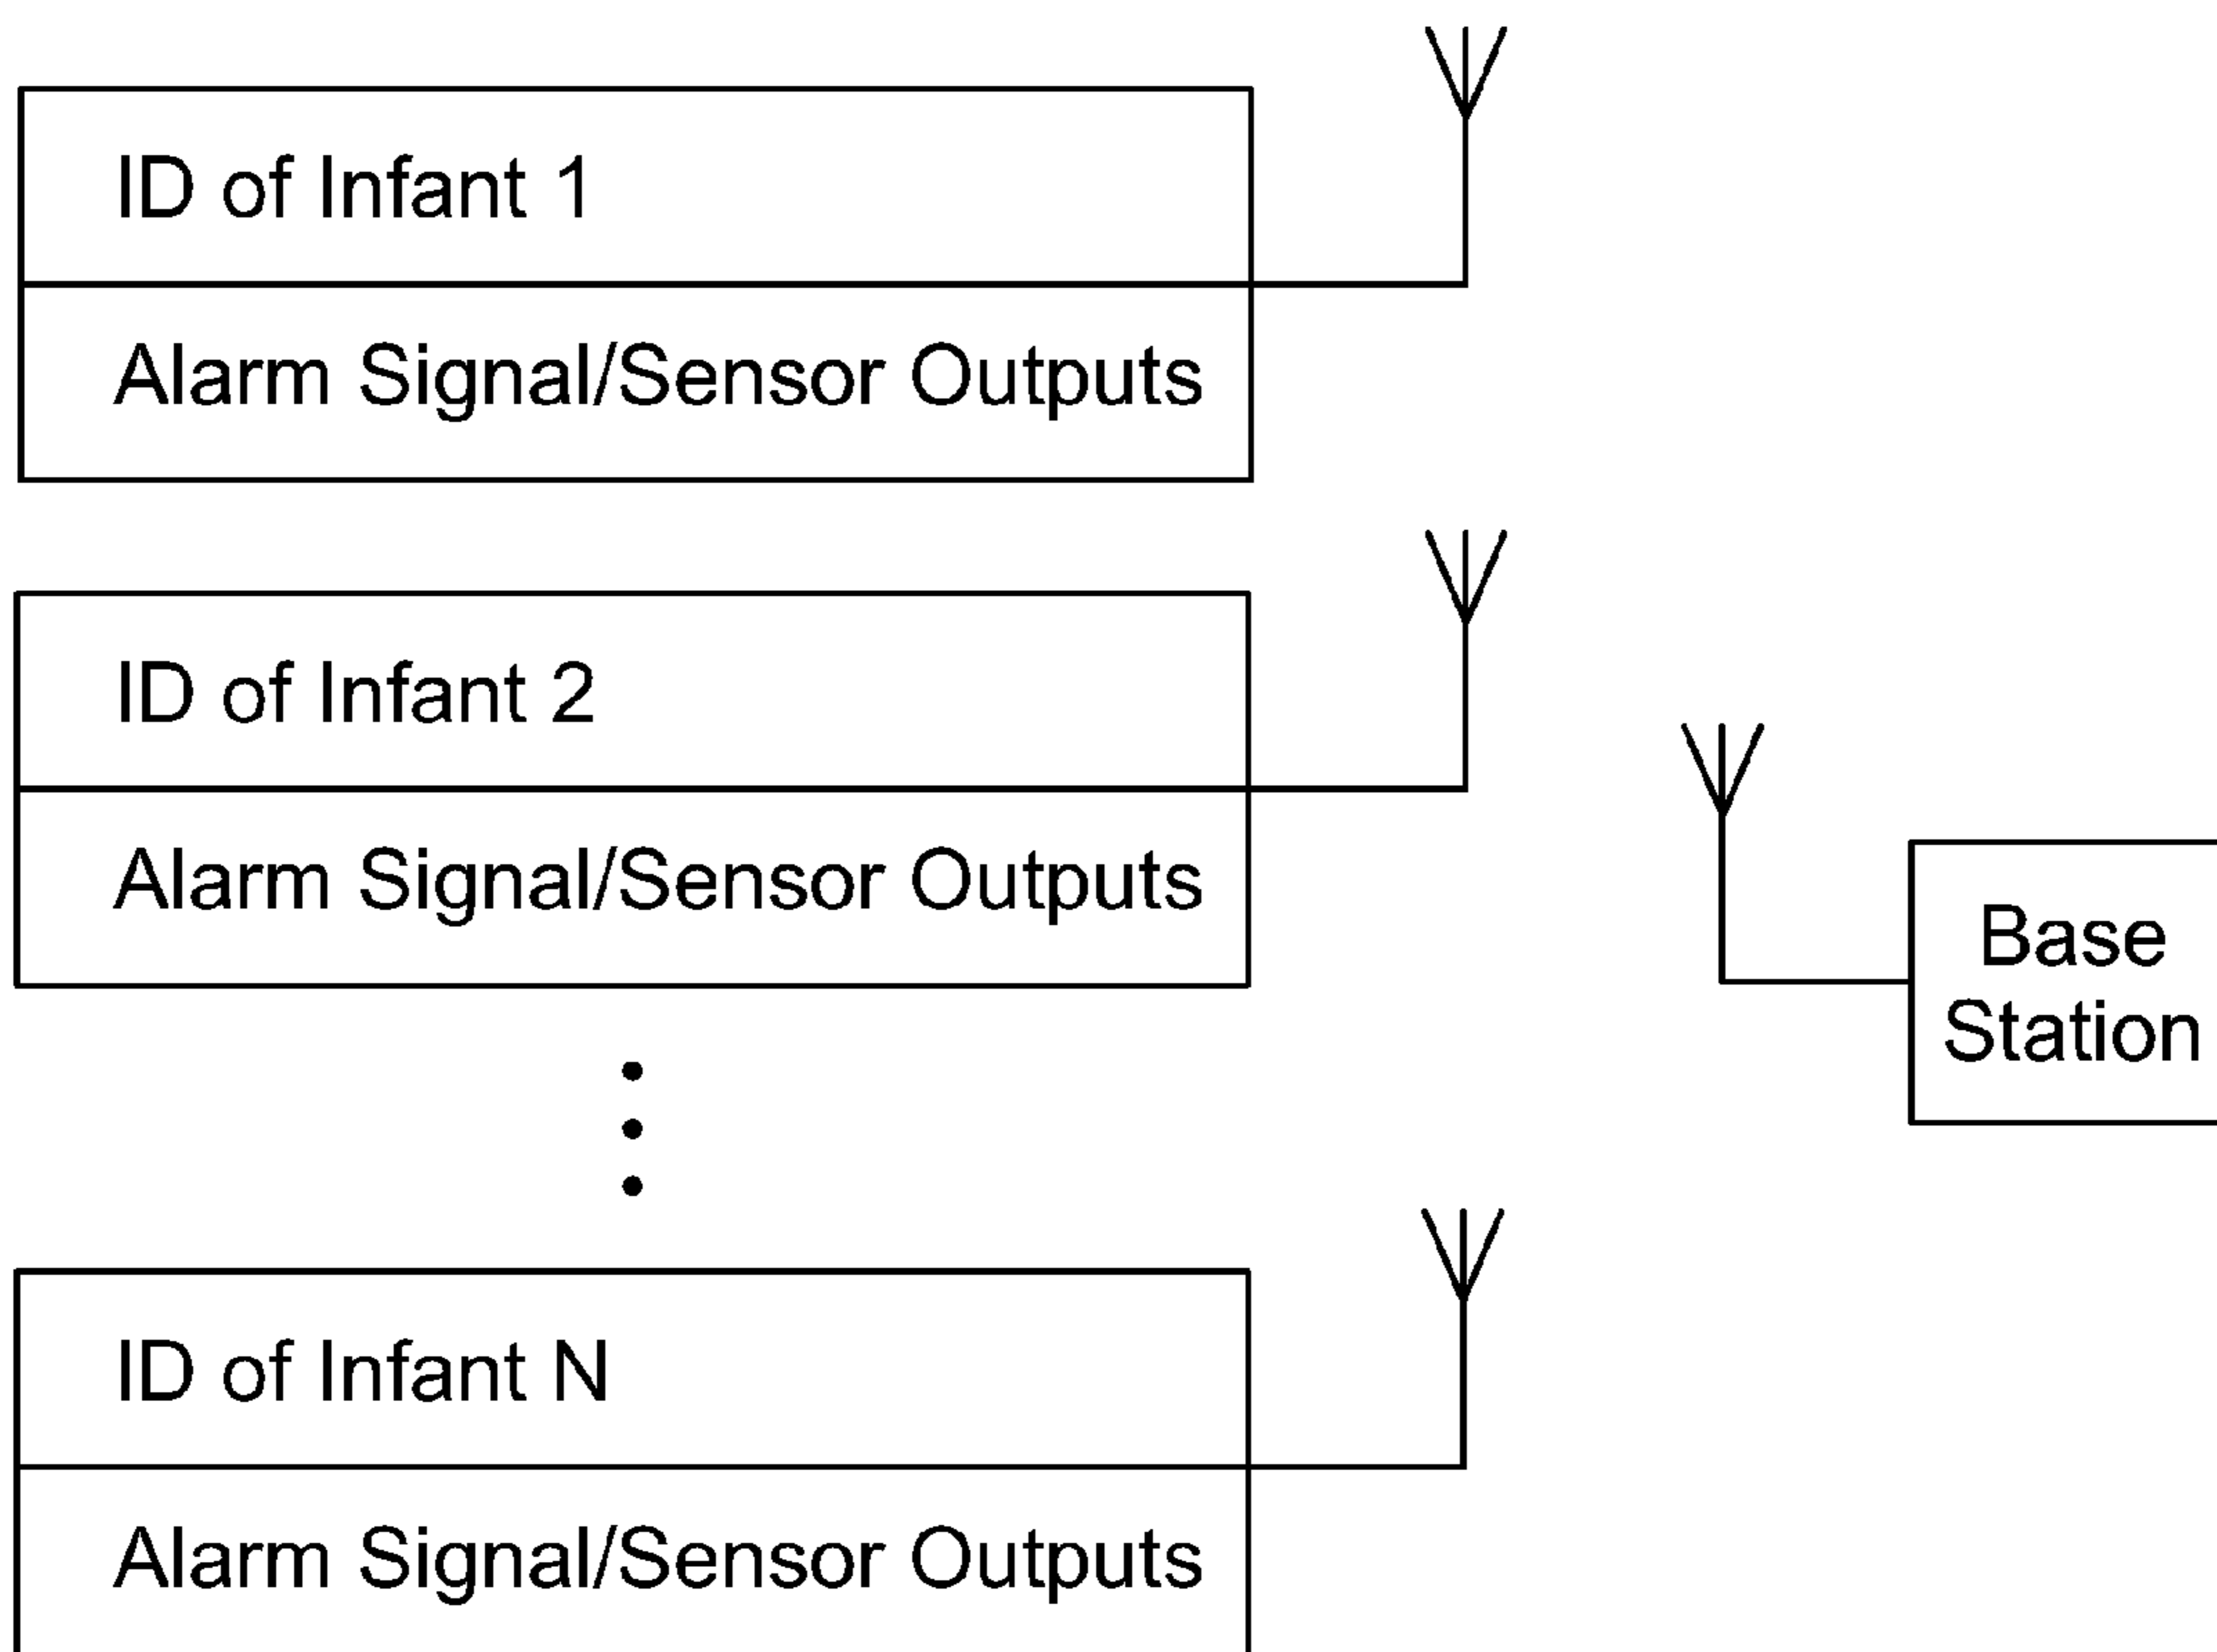 ID of Infant 1
Alarm Signal/Sensor Outputs
ID of Infant 2
Alarm Signal/Sensor Outputs
Base
Station
ID of Infant N
Alarm Signal/Sensor Outputs